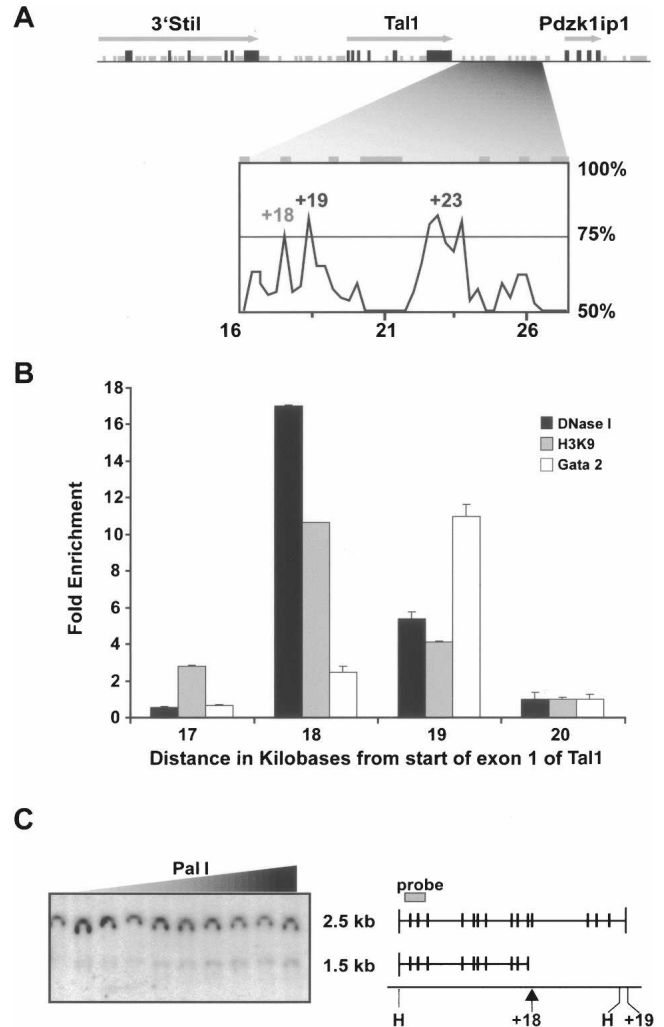 A
3‘Stil Tal1 Pdzk1ip1
100%
+18 +19 +23
75%
50%
16 21 26
B
18
16
14
12
10
8
6
4
2
0
Fold Enrichment
DNase I
H3K9
Gata 2
17 18 19 20
Distance in Kilobases from start of exon 1 of Tal1
C
Pal I
probe
2.5 kb
1.5 kb
H +18 H +19